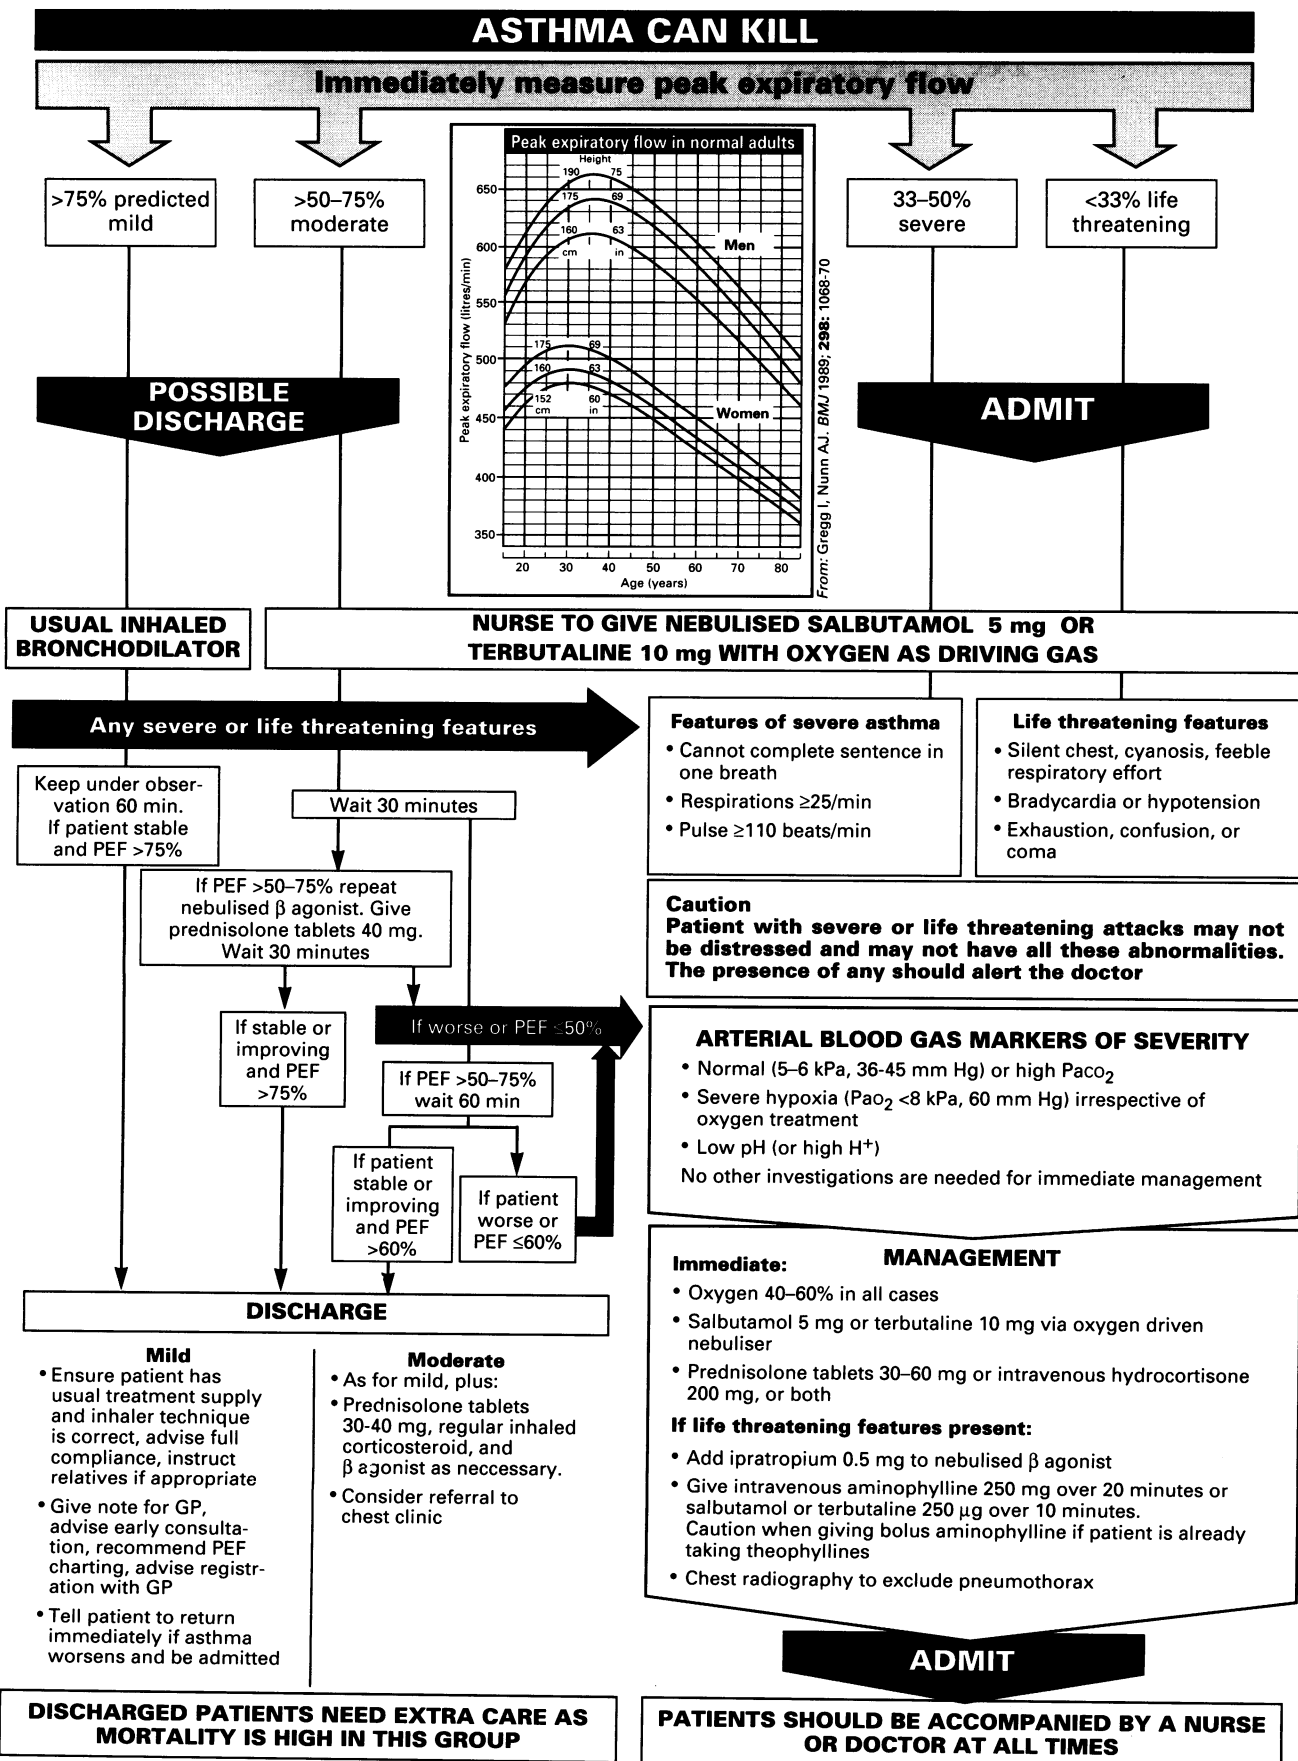 ASTHMA CAN KILL
Immediately measure peak expiratory flow
>75% predicted
mild
>50–75%
moderate
33–50%
severe
<33% life
threatening
Peak expiratory flow in normal adults
Height
190 75
175 69
160 63
cm in
Men
175 69
160 63
152 60
cm in
Women
650
600
550
500
450
400
350
Peak expiratory flow (litres/min)
20 30 40 50 60 70 80
Age (years)
From: Gregg I, Nunn AJ. BMJ 1989; 298: 1068-70
POSSIBLE
DISCHARGE
ADMIT
USUAL INHALED
BRONCHODILATOR
NURSE TO GIVE NEBULISED SALBUTAMOL 5 mg OR
TERBUTALINE 10 mg WITH OXYGEN AS DRIVING GAS
Any severe or life threatening features
Features of severe asthma
• Cannot complete sentence in
one breath
• Respirations ≥25/min
• Pulse ≥110 beats/min
Life threatening features
• Silent chest, cyanosis, feeble
respiratory effort
• Bradycardia or hypotension
• Exhaustion, confusion, or
coma
Keep under obser-
vation 60 min.
If patient stable
and PEF >75%
Wait 30 minutes
If PEF >50–75% repeat
nebulised β agonist. Give
prednisolone tablets 40 mg.
Wait 30 minutes
Caution
Patient with severe or life threatening attacks may not
be distressed and may not have all these abnormalities.
The presence of any should alert the doctor
If stable or
improving
and PEF
>75%
If worse or PEF ≤50%
If PEF >50–75%
wait 60 min
If patient
stable or
improving
and PEF
>60%
If patient
worse or
PEF ≤60%
ARTERIAL BLOOD GAS MARKERS OF SEVERITY
• Normal (5–6 kPa, 36-45 mm Hg) or high PaCO₂
• Severe hypoxia (PaO₂ <8 kPa, 60 mm Hg) irrespective of
oxygen treatment
• Low pH (or high H⁺)
No other investigations are needed for immediate management
DISCHARGE
Mild
• Ensure patient has
usual treatment supply
and inhaler technique
is correct, advise full
compliance, instruct
relatives if appropriate
• Give note for GP,
advise early consulta-
tion, recommend PEF
charting, advise registr-
ation with GP
• Tell patient to return
immediately if asthma
worsens and be admitted
Moderate
• As for mild, plus:
• Prednisolone tablets
30-40 mg, regular inhaled
corticosteroid, and
β agonist as neccessary.
• Consider referral to
chest clinic
MANAGEMENT
Immediate:
• Oxygen 40–60% in all cases
• Salbutamol 5 mg or terbutaline 10 mg via oxygen driven
nebuliser
• Prednisolone tablets 30–60 mg or intravenous hydrocortisone
200 mg, or both
If life threatening features present:
• Add ipratropium 0.5 mg to nebulised β agonist
• Give intravenous aminophylline 250 mg over 20 minutes or
salbutamol or terbutaline 250 μg over 10 minutes.
Caution when giving bolus aminophylline if patient is already
taking theophyllines
• Chest radiography to exclude pneumothorax
ADMIT
DISCHARGED PATIENTS NEED EXTRA CARE AS
MORTALITY IS HIGH IN THIS GROUP
PATIENTS SHOULD BE ACCOMPANIED BY A NURSE
OR DOCTOR AT ALL TIMES